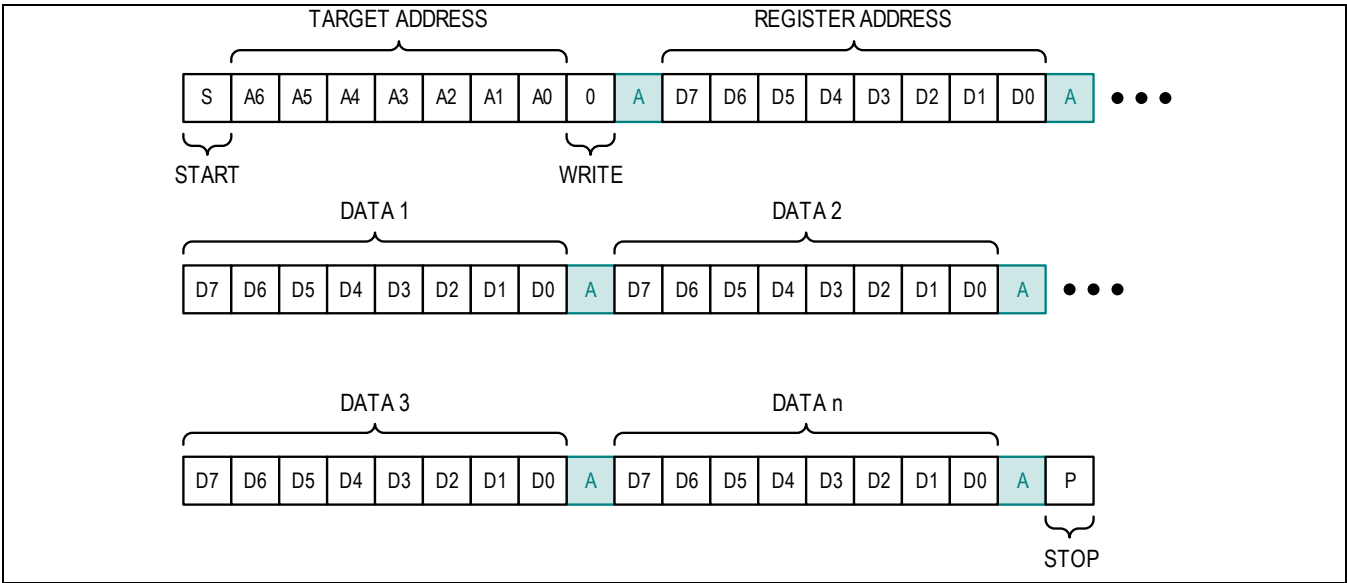 TARGET ADDRESS REGISTER ADDRESS
S A6 A5 A4 A3 A2 A1 A0 0 A D7 D6 D5 D4 D3 D2 D1 D0 A
START WRITE
DATA 1 DATA 2
D7 D6 D5 D4 D3 D2 D1 D0 A D7 D6 D5 D4 D3 D2 D1 D0 A
DATA 3 DATA n
D7 D6 D5 D4 D3 D2 D1 D0 A D7 D6 D5 D4 D3 D2 D1 D0 A P
STOP